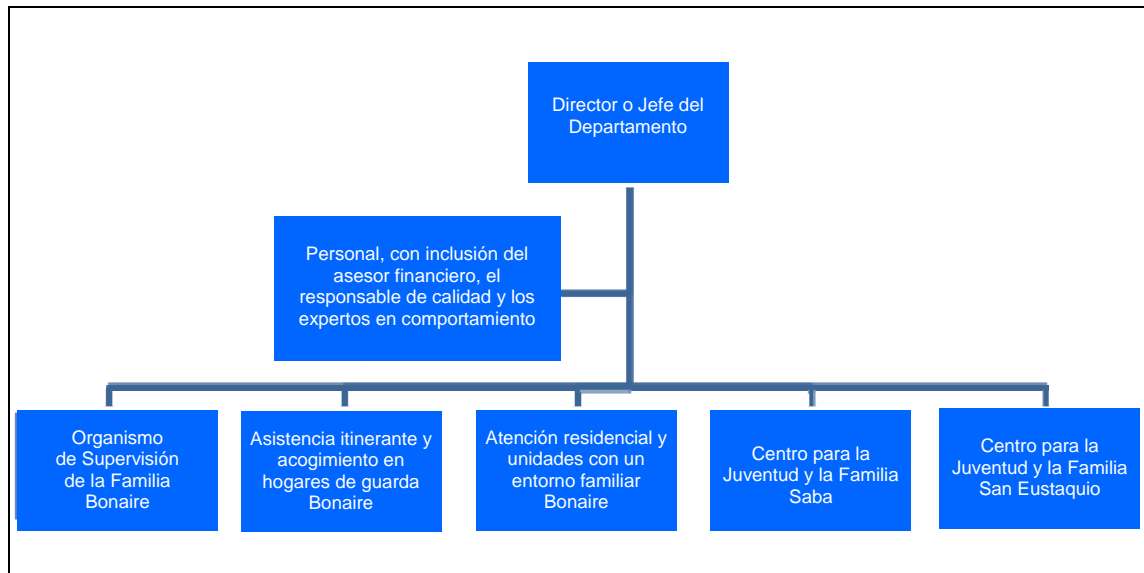 Director o Jefe del
Departamento
Personal, con inclusión del
asesor financiero, el
responsable de calidad y los
expertos en comportamiento
Organismo
de Supervisión
de la Familia
Bonaire
Asistencia itinerante y
acogimiento en
hogares de guarda
Bonaire
Atención residencial y
unidades con un
entorno familiar
Bonaire
Centro para la
Juventud y la Familia
Saba
Centro para la
Juventud y la Familia
San Eustaquio